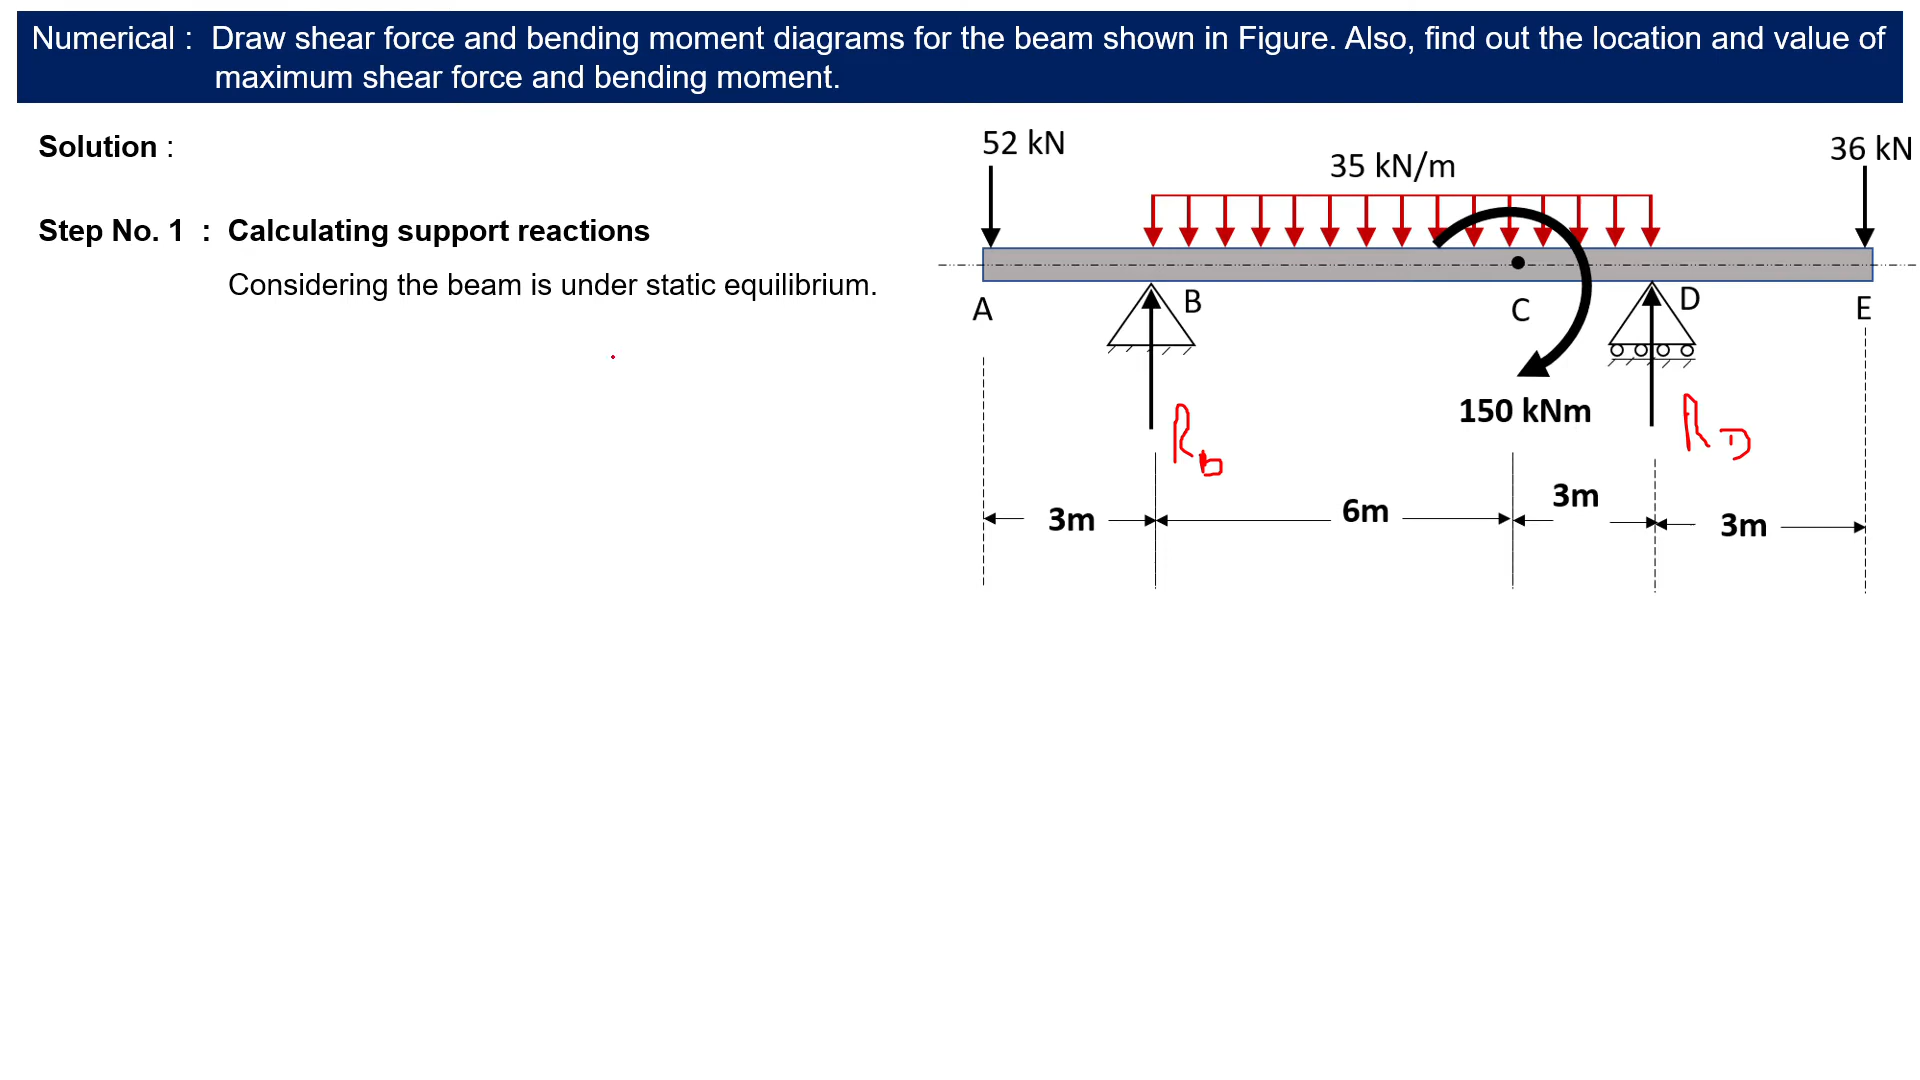 Numerical : Draw shear force and bending moment diagrams for the beam shown in Figure. Also, find out the location and value of
maximum shear force and bending moment.
Solution :
Step No. 1 : Calculating support reactions
Considering the beam is under static equilibrium.
52 kN
36 kN
35 kN/m
A
B
C
D
E
150 kNm
Rb
RD
3m
6m
3m
3m